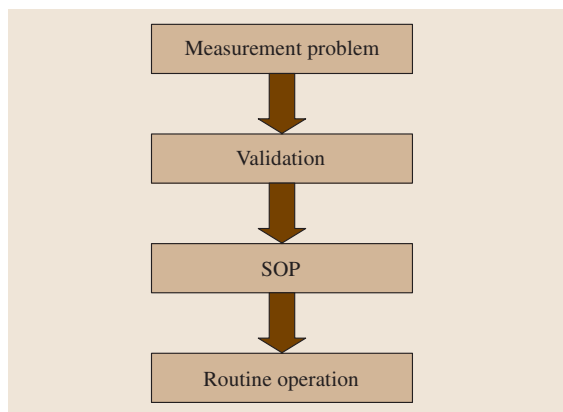 Measurement problem
Validation
SOP
Routine operation